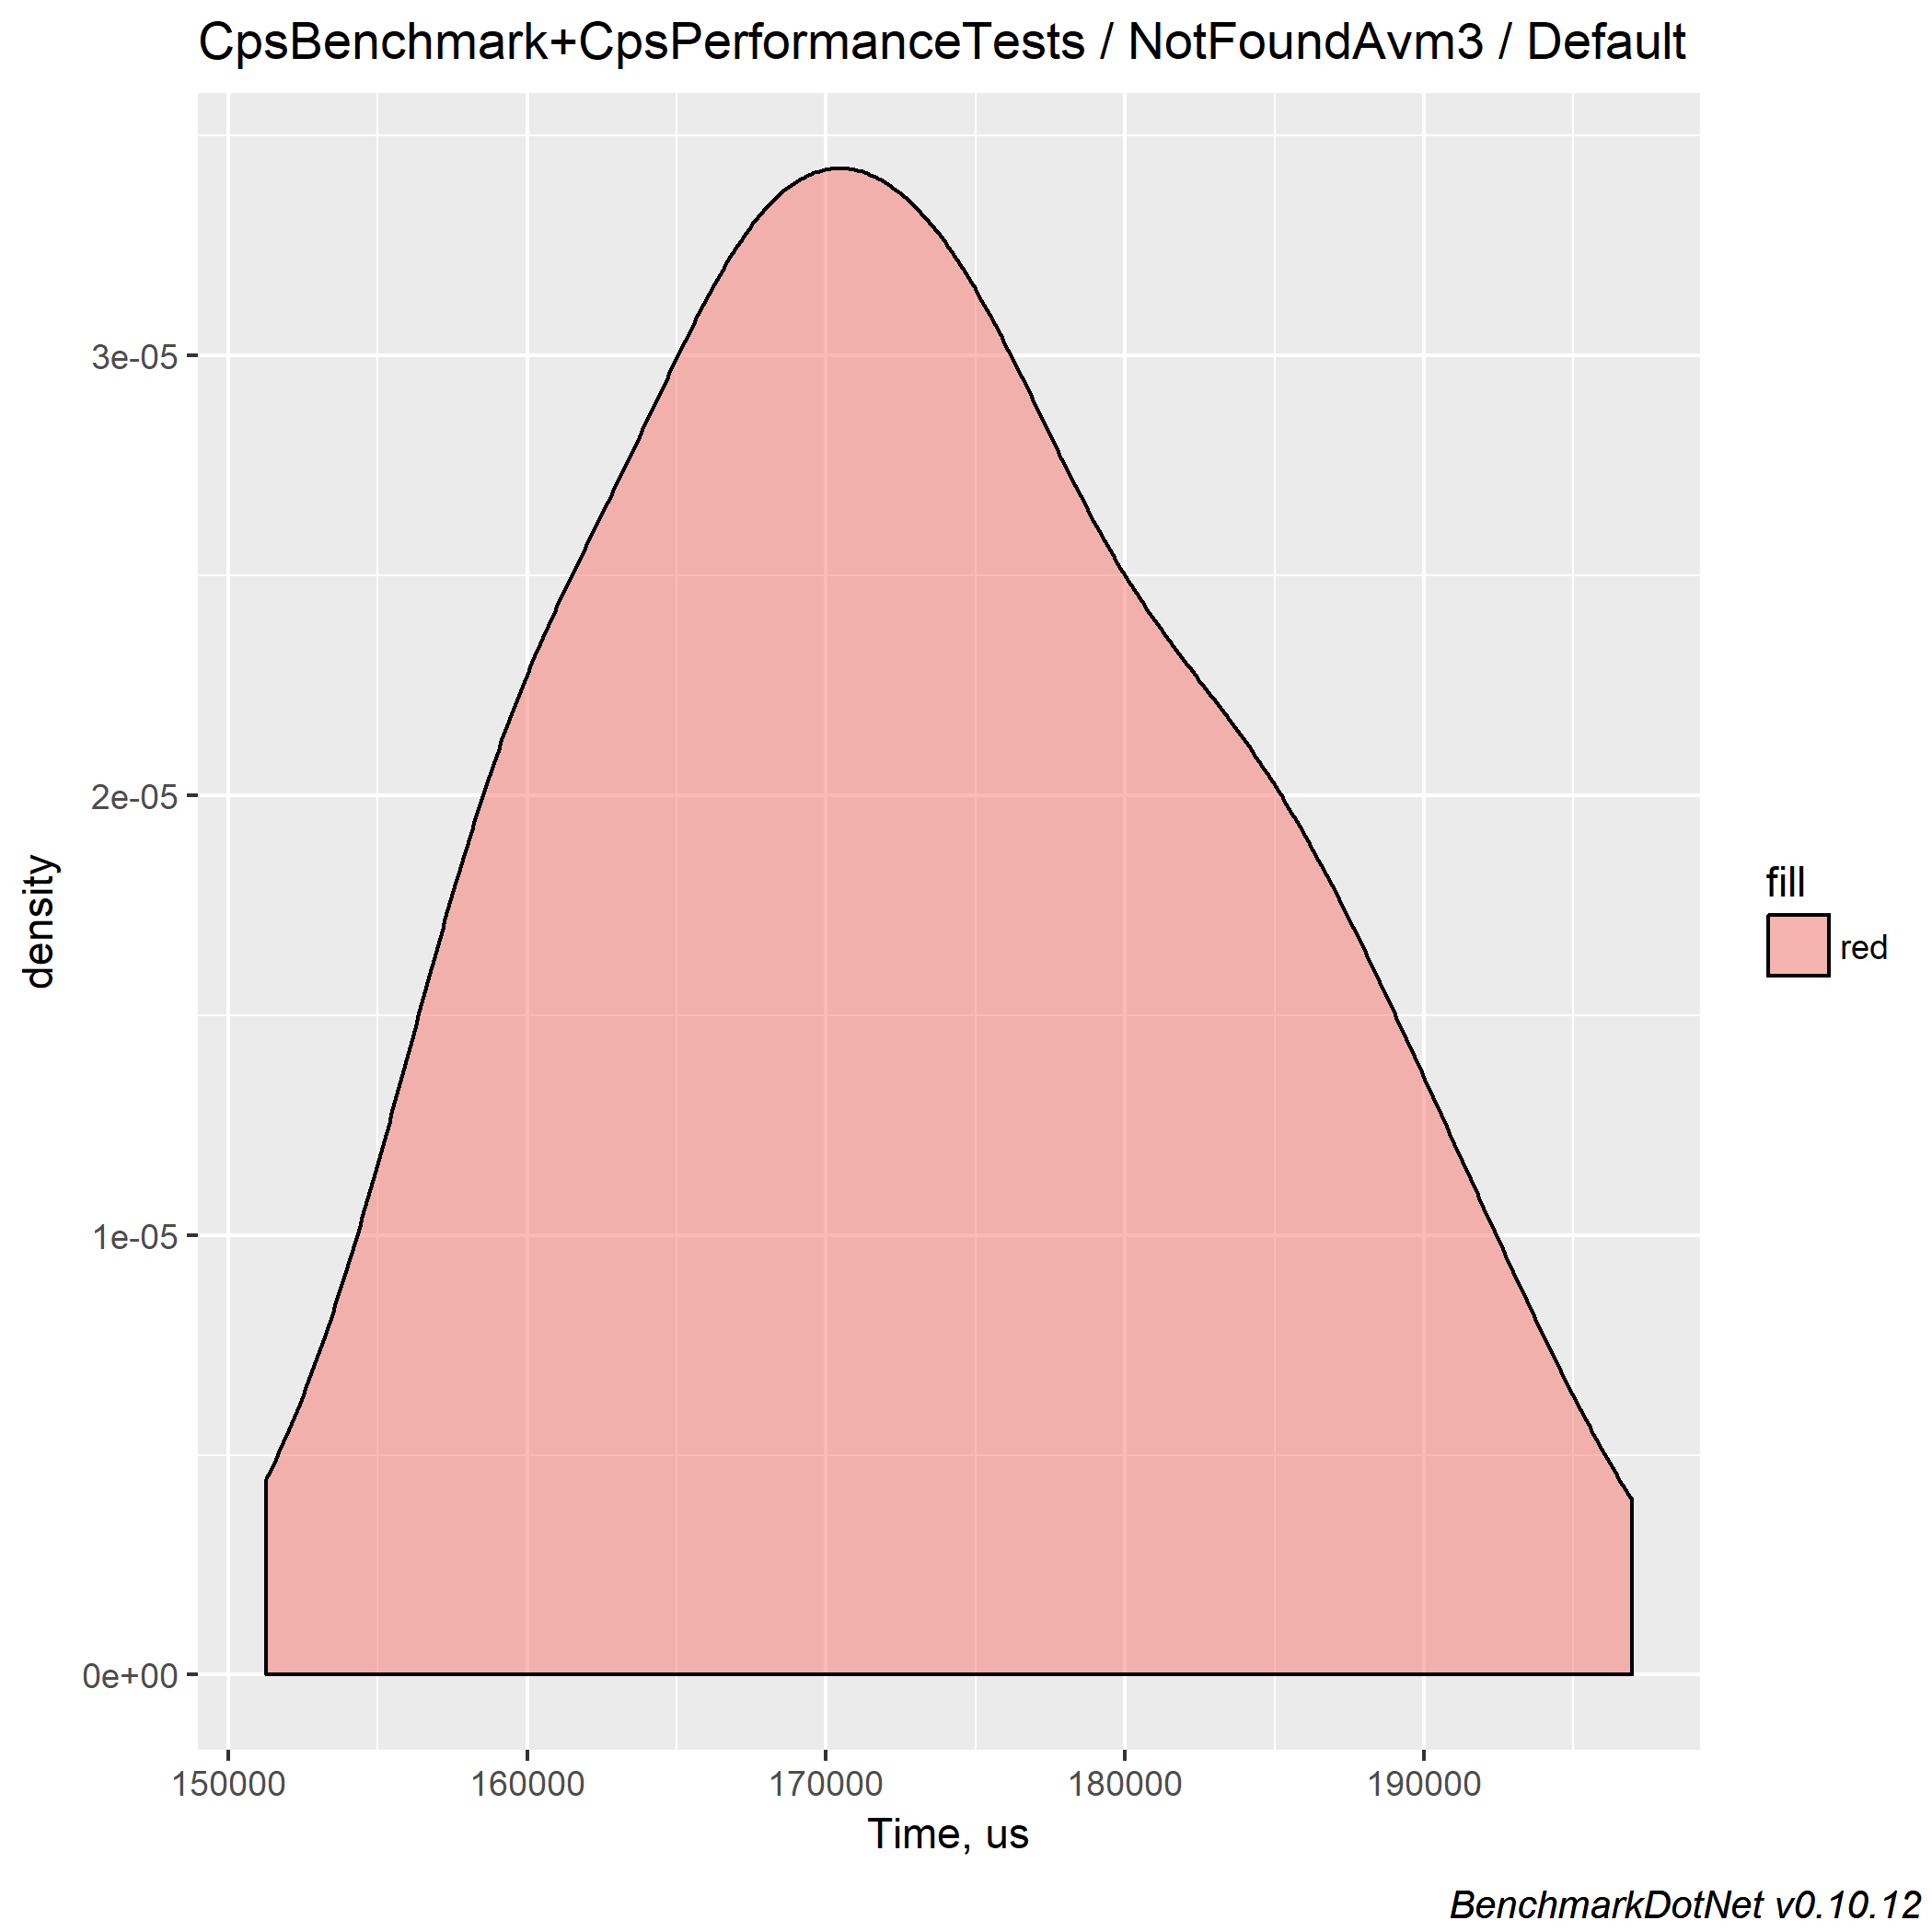 CpsBenchmark+CpsPerformanceTests / NotFoundAvm3 / Default
3e-05
2e-05
1e-05
0e+00
density
150000 160000 170000 180000 190000
Time, us
fill
red
BenchmarkDotNet v0.10.12